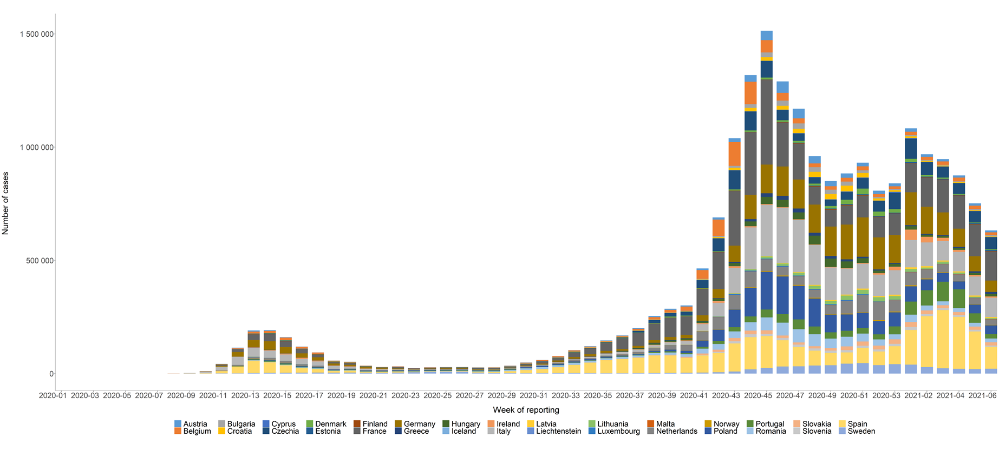 1 500 000
1 000 000
500 000
0
Number of cases
2020-01 2020-03 2020-05 2020-07 2020-09 2020-11 2020-13 2020-15 2020-17 2020-19 2020-21 2020-23 2020-25 2020-27 2020-29 2020-31 2020-33 2020-35 2020-37 2020-39 2020-41 2020-43 2020-45 2020-47 2020-49 2020-51 2020-53 2021-02 2021-04 2021-06
Week of reporting
Austria Bulgaria Cyprus Denmark Finland Germany Hungary Ireland Latvia Lithuania Malta Norway Portugal Slovakia Spain
Belgium Croatia Czechia Estonia France Greece Iceland Italy Liechtenstein Luxembourg Netherlands Poland Romania Slovenia Sweden